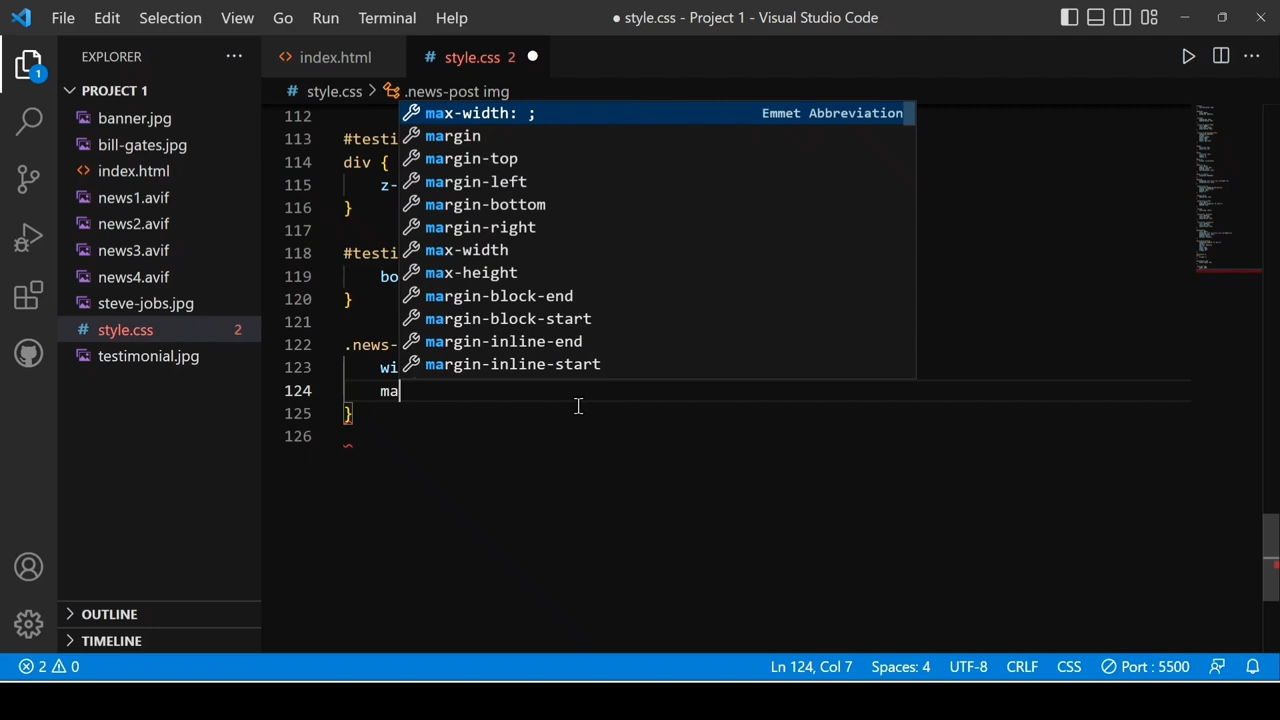 File Edit Selection View Go Run Terminal Help ● style.css - Project 1 - Visual Studio Code
EXPLORER ... <> index.html # style.css 2 ●
1
PROJECT 1
# style.css > .news-post img
banner.jpg
bill-gates.jpg
<> index.html
news1.avif
news2.avif
news3.avif
news4.avif
steve-jobs.jpg
# style.css 2
testimonial.jpg
OUTLINE
TIMELINE
112
113 #testi
114 div {
115 z-
116 }
117
118 #testi
119 bo
120 }
121
122 .news-
123 wi
124 ma
125 }
126
max-width: ; Emmet Abbreviation
margin
margin-top
margin-left
margin-bottom
margin-right
max-width
max-height
margin-block-end
margin-block-start
margin-inline-end
margin-inline-start
2 0 Ln 124, Col 7 Spaces: 4 UTF-8 CRLF CSS Port : 5500